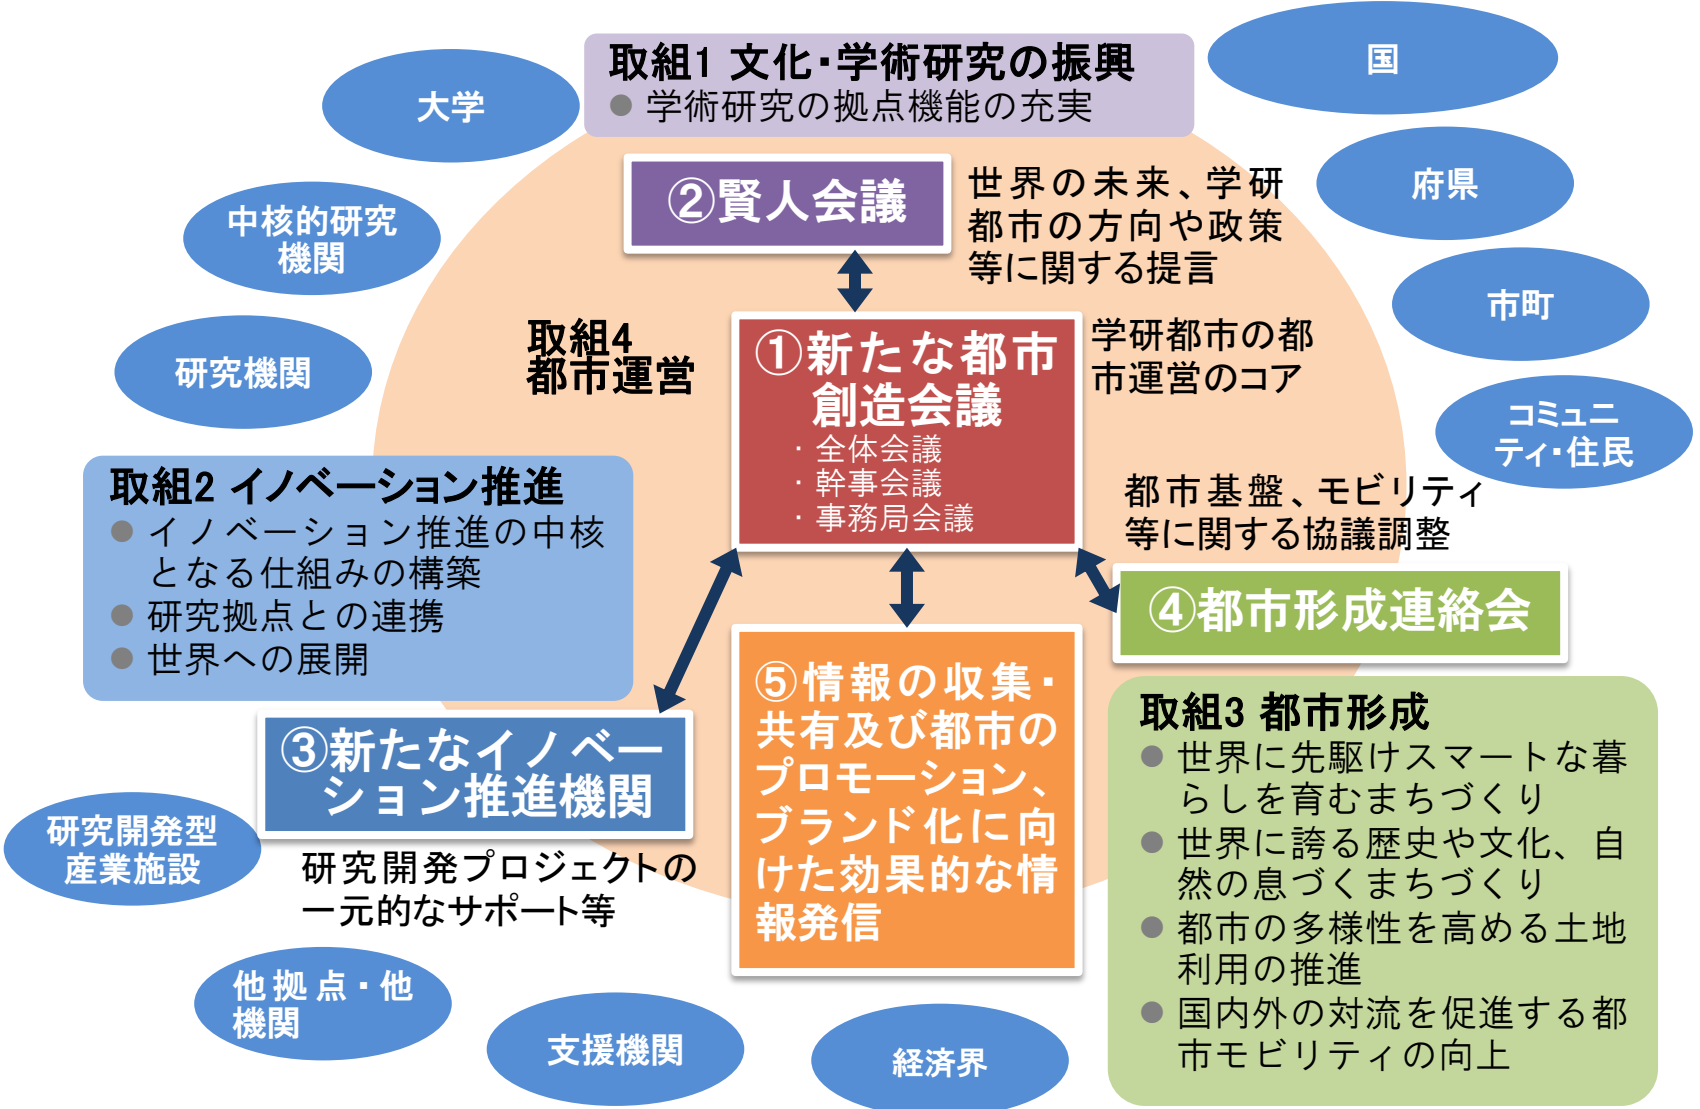 取組1 文化・学術研究の振興
● 学術研究の拠点機能の充実
国
大学
府県
中核的研究
機関
②賢人会議
世界の未来、学研
都市の方向や政策
等に関する提言
市町
研究機関
取組4
都市運営
①新たな都市
創造会議
・全体会議
・幹事会議
・事務局会議
学研都市の都
市運営のコア
コミュニ
ティ・住民
取組2 イノベーション推進
● イノベーション推進の中核
となる仕組みの構築
● 研究拠点との連携
● 世界への展開
都市基盤、モビリティ
等に関する協議調整
④都市形成連絡会
③新たなイノベー
ション推進機関
研究開発プロジェクトの
一元的なサポート等
⑤情報の収集・
共有及び都市の
プロモーション、
ブランド化に向
けた効果的な情
報発信
取組3 都市形成
● 世界に先駆けスマートな暮
らしを育むまちづくり
● 世界に誇る歴史や文化、自
然の息づくまちづくり
● 都市の多様性を高める土地
利用の推進
● 国内外の対流を促進する都
市モビリティの向上
研究開発型
産業施設
他拠点・他
機関
支援機関
経済界